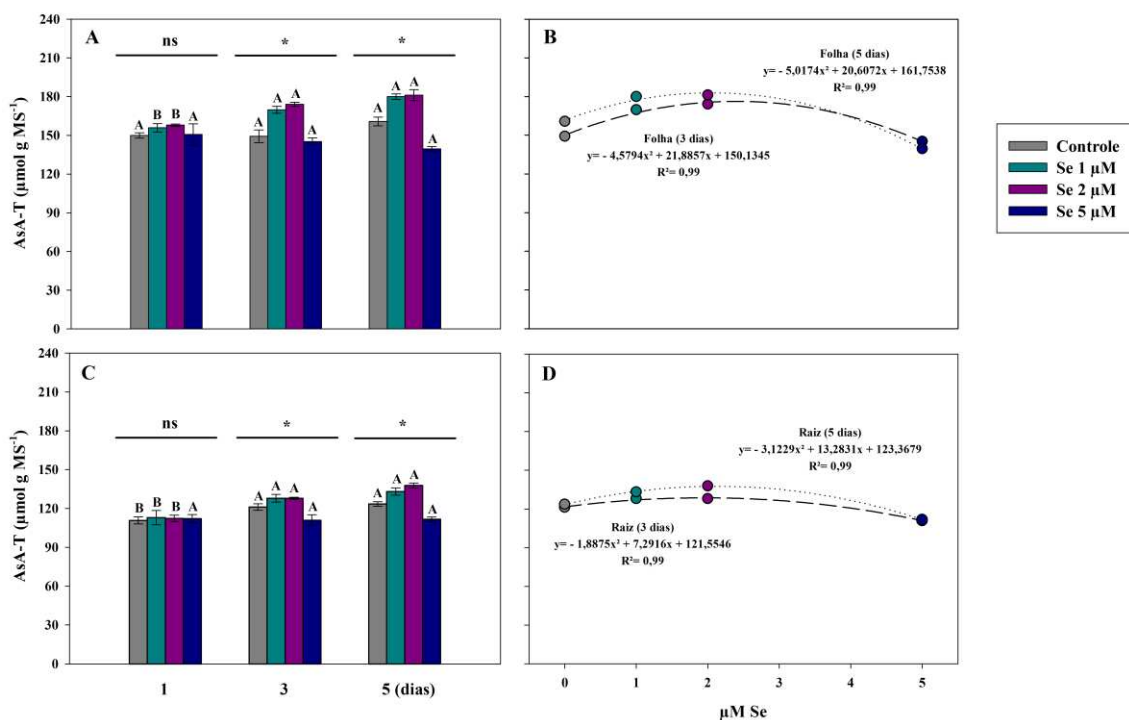 A
ns
*
*
A B B A
A A A A
A A A A
AsA-T (µmol g MS⁻¹)
240
210
180
150
120
90
60
30
0
B
Folha (5 dias)
y= - 5,0174x² + 20,6072x + 161,7538
R²= 0,99
Folha (3 dias)
y= - 4,5794x² + 21,8857x + 150,1345
R²= 0,99
Controle
Se 1 µM
Se 2 µM
Se 5 µM
C
ns
*
*
B B B A
A A A A
A A A A
AsA-T (µmol g MS⁻¹)
240
210
180
150
120
90
60
30
0
1 3 5 (dias)
D
Raiz (5 dias)
y= - 3,1229x² + 13,2831x + 123,3679
R²= 0,99
Raiz (3 dias)
y= - 1,8875x² + 7,2916x + 121,5546
R²= 0,99
0 1 2 3 4 5
µM Se